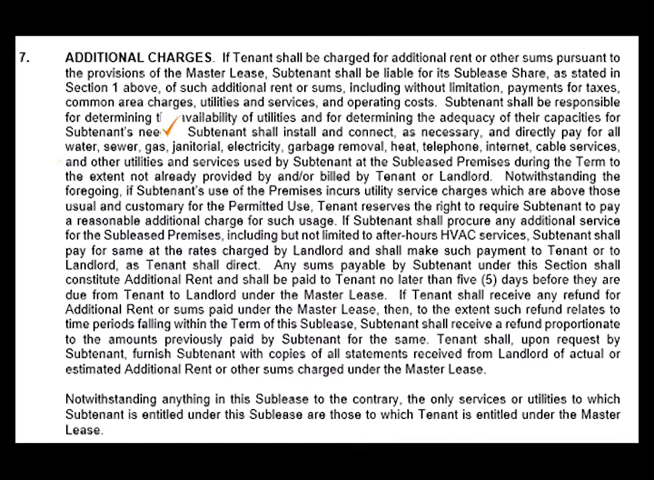 7. ADDITIONAL CHARGES. If Tenant shall be charged for additional rent or other sums pursuant to
the provisions of the Master Lease, Subtenant shall be liable for its Sublease Share, as stated in
Section 1 above, of such additional rent or sums, including without limitation, payments for taxes,
common area charges, utilities and services, and operating costs. Subtenant shall be responsible
for determining availability of utilities and for determining the adequacy of their capacities for
Subtenant's Subtenant shall install and connect, as necessary, and directly pay for all
water, sewer, gas, janitorial, electricity, garbage removal, heat, telephone, internet, cable services,
and other utilities and services used by Subtenant at the Subleased Premises during the Term to
the extent not already provided by and/or billed by Tenant or Landlord. Notwithstanding the
foregoing, if Subtenant's use of the Premises incurs utility service charges which are above those
usual and customary for the Permitted Use, Tenant reserves the right to require Subtenant to pay
a reasonable additional charge for such usage. If Subtenant shall procure any additional service
for the Subleased Premises, including but not limited to after-hours HVAC services, Subtenant shall
pay for same at the rates charged by Landlord and shall make such payment to Tenant or to
Landlord, as Tenant shall direct. Any sums payable by Subtenant under this Section shall
constitute Additional Rent and shall be paid to Tenant no later than five (5) days before they are
due from Tenant to Landlord under the Master Lease. If Tenant shall receive any refund for
Additional Rent or sums paid under the Master Lease, then, to the extent such refund relates to
time periods falling within the Term of this Sublease, Subtenant shall receive a refund proportionate
to the amounts previously paid by Subtenant for the same. Tenant shall, upon request by
Subtenant, furnish Subtenant with copies of all statements received from Landlord of actual or
estimated Additional Rent or other sums charged under the Master Lease.
Notwithstanding anything in this Sublease to the contrary, the only services or utilities to which
Subtenant is entitled under this Sublease are those to which Tenant is entitled under the Master
Lease.